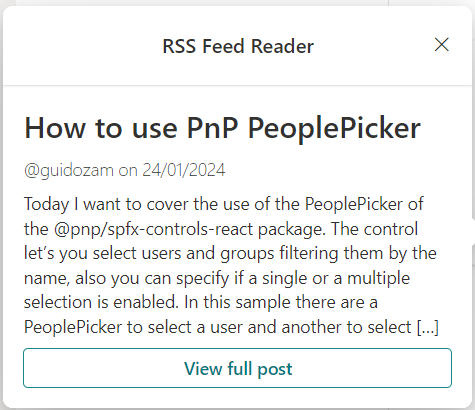 RSS Feed Reader
How to use PnP PeoplePicker
@guidozam on 24/01/2024
Today I want to cover the use of the PeoplePicker of
the @pnp/spfx-controls-react package. The control
let’s you select users and groups filtering them by the
name, also you can specify if a single or a multiple
selection is enabled. In this sample there are a
PeoplePicker to select a user and another to select […]
View full post